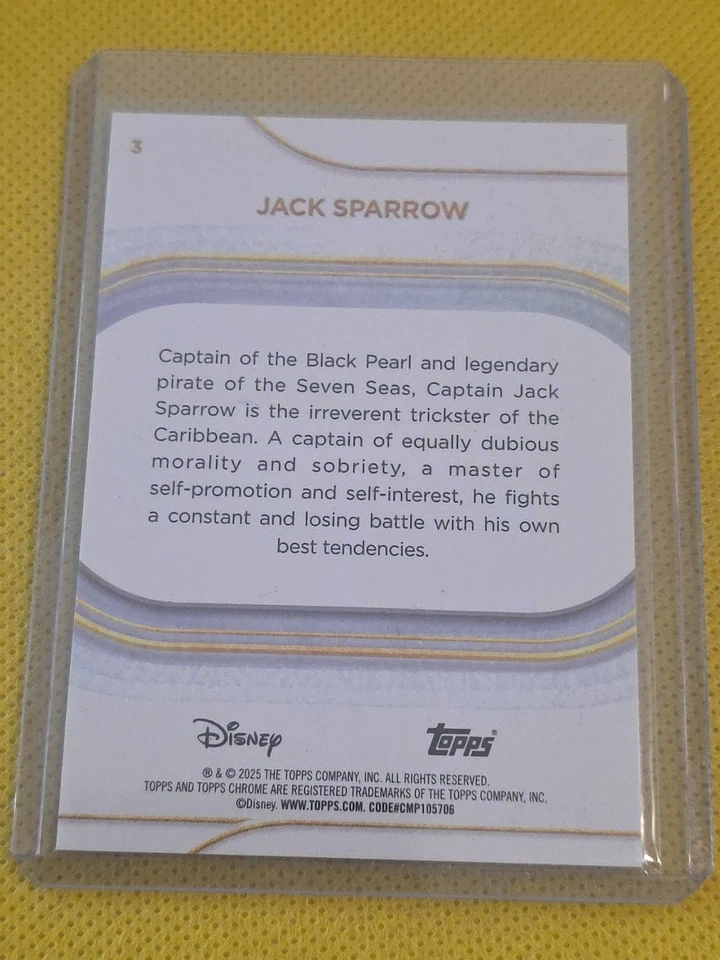 3
JACK SPARROW
Captain of the Black Pearl and legendary
pirate of the Seven Seas, Captain Jack
Sparrow is the irreverent trickster of the
Caribbean. A captain of equally dubious
morality and sobriety, a master of
self-promotion and self-interest, he fights
a constant and losing battle with his own
best tendencies.
Disney Topps®
® & © 2025 THE TOPPS COMPANY, INC. ALL RIGHTS RESERVED.
TOPPS AND TOPPS CHROME ARE REGISTERED TRADEMARKS OF THE TOPPS COMPANY, INC.
©Disney. WWW.TOPPS.COM. CODE#CMP105706